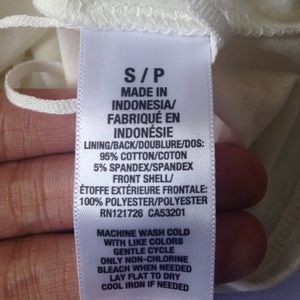 S / P
MADE IN
INDONESIA/
FABRIQUÉ EN
INDONÉSIE
LINING/BACK/DOUBLURE/DOS:
95% COTTON/COTON
5% SPANDEX/SPANDEX
FRONT SHELL/
ÉTOFFE EXTÉRIEURE FRONTALE:
100% POLYESTER/POLYESTER
RN121726 CA53201
MACHINE WASH COLD
WITH LIKE COLORS
GENTLE CYCLE
ONLY NON-CHLORINE
BLEACH WHEN NEEDED
LAY FLAT TO DRY
COOL IRON IF NEEDED